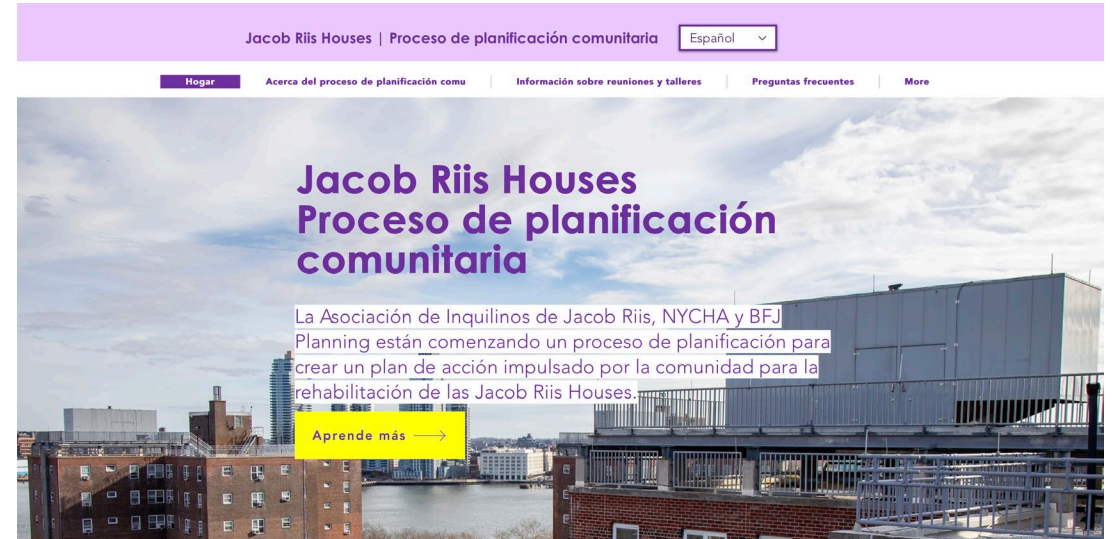 Jacob Riis Houses | Proceso de planificación comunitaria
Español
Hogar
Acerca del proceso de planificación comu
Información sobre reuniones y talleres
Preguntas frecuentes
More
Jacob Riis Houses
Proceso de planificación
comunitaria
La Asociación de Inquilinos de Jacob Riis, NYCHA y BFJ
Planning están comenzando un proceso de planificación para
crear un plan de acción impulsado por la comunidad para la
rehabilitación de las Jacob Riis Houses.
Aprende más